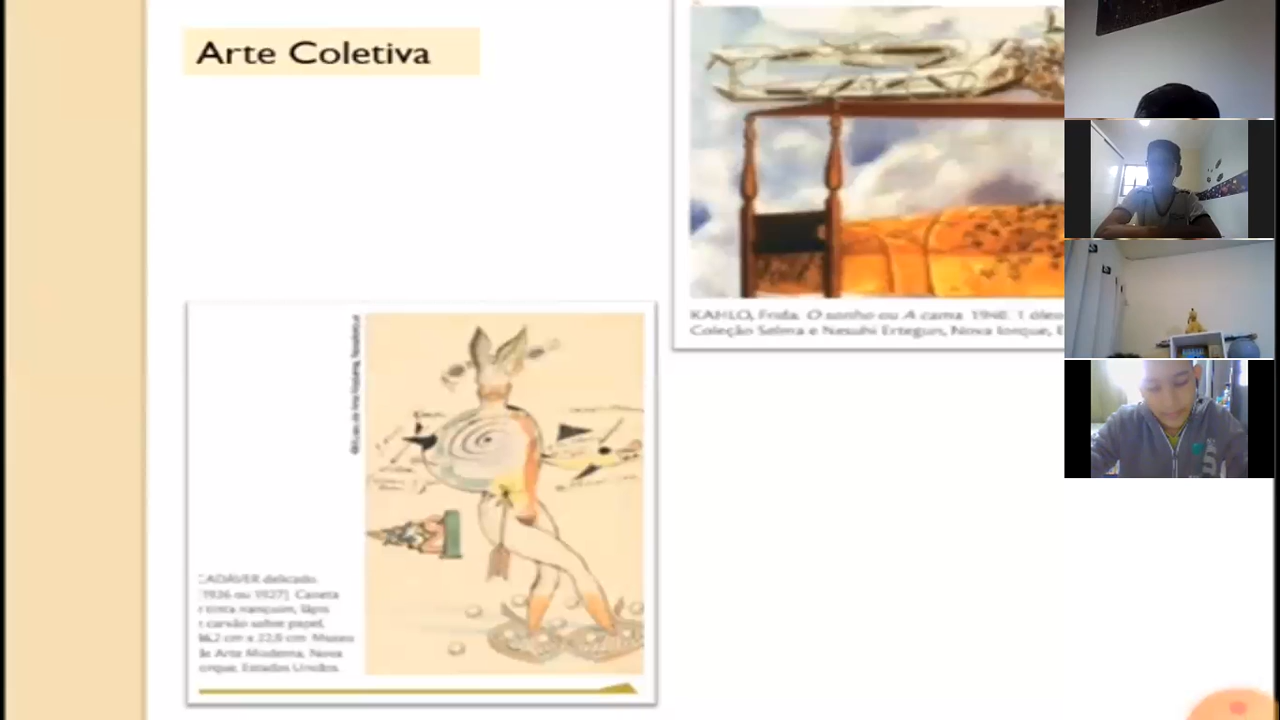 Arte Coletiva
KAHLO, Frida. O sonho ou A cama 1940. 1 óleo
Coleção Selma e Nesuhi Ertegun, Nova Iorque, E
CADÁVER delicado.
[1926 ou 1927] Caneta
e tinta nanquim, lápis
e carvão sobre papel,
cm x 22,8 cm Museu
de Arte Moderna, Nova
Iorque, Estados Unidos.